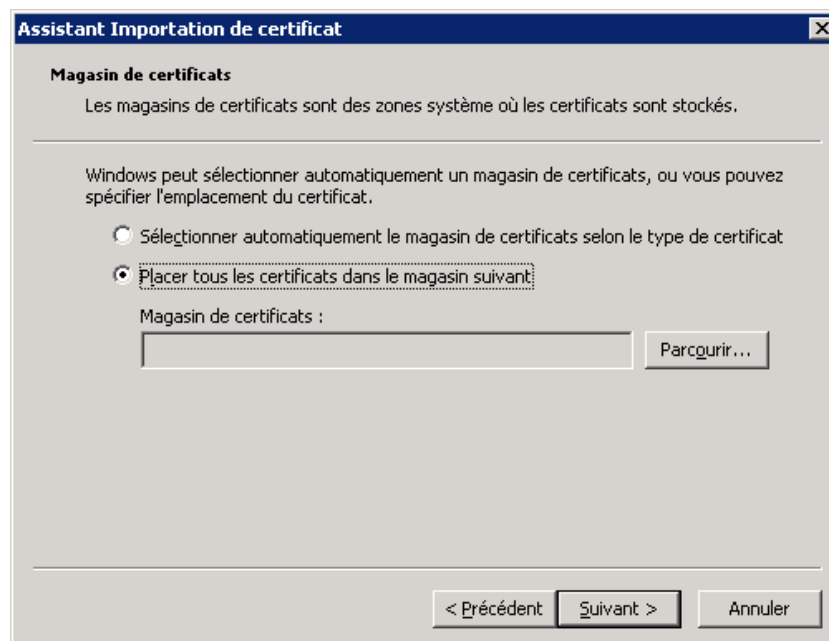 Assistant Importation de certificat
Magasin de certificats
Les magasins de certificats sont des zones système où les certificats sont stockés.
Windows peut sélectionner automatiquement un magasin de certificats, ou vous pouvez
spécifier l'emplacement du certificat.
Sélectionner automatiquement le magasin de certificats selon le type de certificat
Placer tous les certificats dans le magasin suivant
Magasin de certificats :
Parcourir...
< Précédent
Suivant >
Annuler